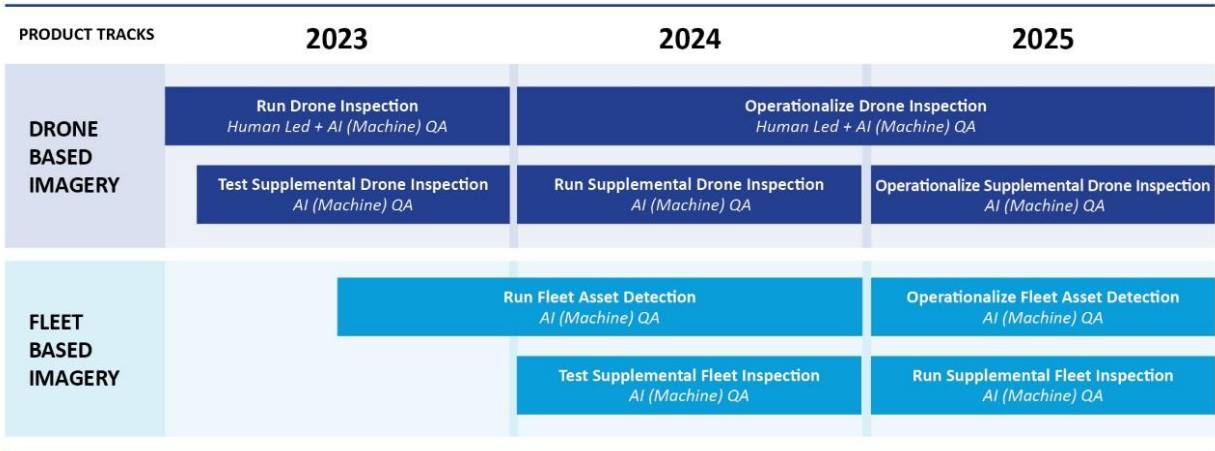 PRODUCT TRACKS
2023
2024
2025
DRONE
BASED
IMAGERY
Run Drone Inspection
Human Led + AI (Machine) QA
Operationalize Drone Inspection
Human Led + AI (Machine) QA
Test Supplemental Drone Inspection
AI (Machine) QA
Run Supplemental Drone Inspection
AI (Machine) QA
Operationalize Supplemental Drone Inspection
AI (Machine) QA
FLEET
BASED
IMAGERY
Run Fleet Asset Detection
AI (Machine) QA
Operationalize Fleet Asset Detection
AI (Machine) QA
Test Supplemental Fleet Inspection
AI (Machine) QA
Run Supplemental Fleet Inspection
AI (Machine) QA